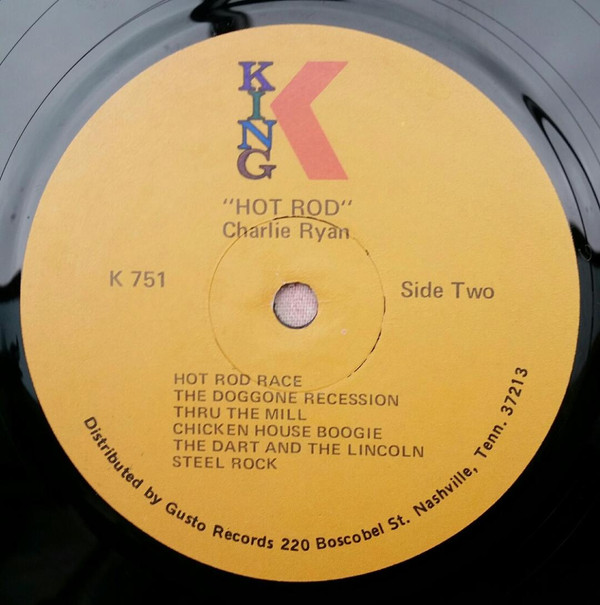 KING
"HOT ROD"
Charlie Ryan
K 751
Side Two
HOT ROD RACE
THE DOGGONE RECESSION
THRU THE MILL
CHICKEN HOUSE BOOGIE
THE DART AND THE LINCOLN
STEEL ROCK
Distributed by Gusto Records 220 Boscobel St. Nashville, Tenn. 37213